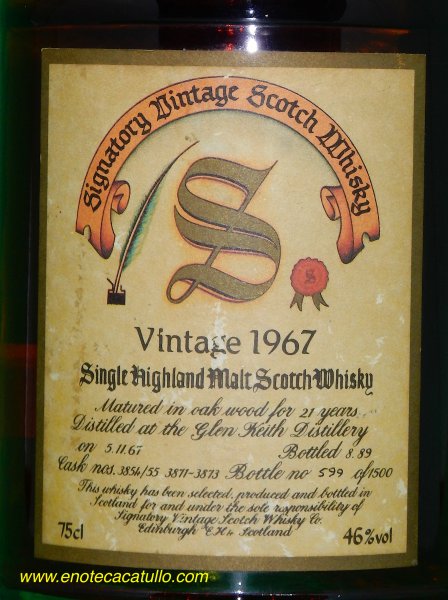 Signatory Vintage Scotch Whisky
S
S
Vintage 1967
Single Highland Malt Scotch Whisky
Matured in oak wood for 21 years
Distilled at the Glen Keith Distillery
on 5.11.67 Bottled 8.89
Cask nos. 3854/55 3871-3873 Bottle no 599 of 1500
This whisky has been selected, produced and bottled in
Scotland for and under the sole responsibility of
Signatory Vintage Scotch Whisky Co.
Edinburgh E.H4 Scotland
75cl 46%vol
www.enotecacatullo.com